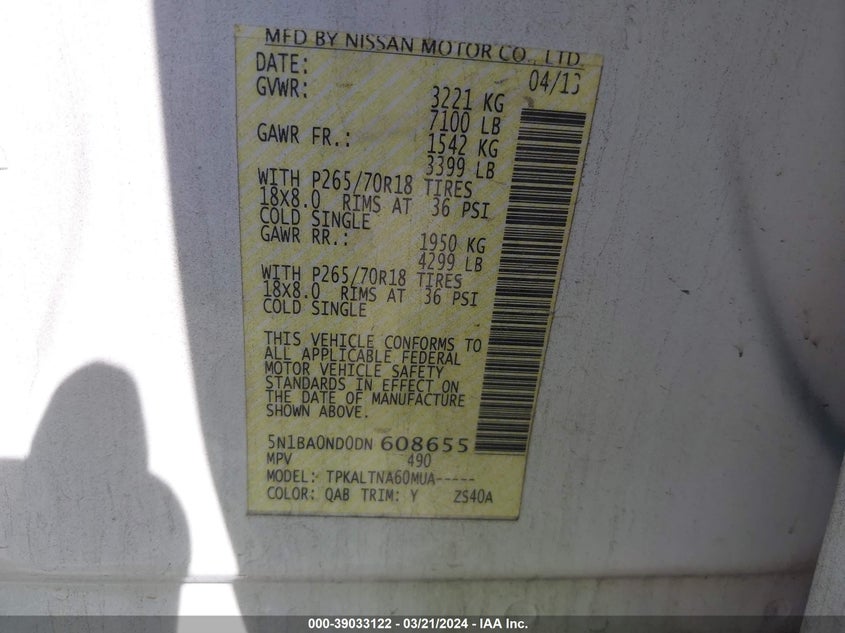 MFD BY NISSAN MOTOR CO., LTD.
DATE: 04/13
GVWR: 3221 KG
7100 LB
GAWR FR.: 1542 KG
3399 LB
WITH P265/70R18 TIRES
18X8.0 RIMS AT 36 PSI
COLD SINGLE
GAWR RR.: 1950 KG
4299 LB
WITH P265/70R18 TIRES
18X8.0 RIMS AT 36 PSI
COLD SINGLE
THIS VEHICLE CONFORMS TO
ALL APPLICABLE FEDERAL
MOTOR VEHICLE SAFETY
STANDARDS IN EFFECT ON
THE DATE OF MANUFACTURE
SHOWN ABOVE.
5N1BA0ND0DN 608655
MPV 490
MODEL: TPKALTNA60MUA-----
COLOR: QAB TRIM: Y ZS40A
000-39033122 - 03/21/2024 - IAA Inc.